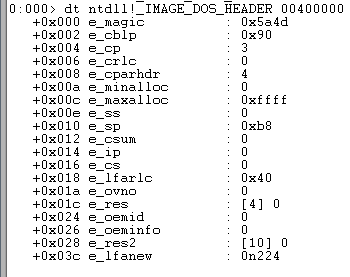 0:000> dt ntdll!_IMAGE_DOS_HEADER 00400000
+0x000 e_magic : 0x5a4d
+0x002 e_cblp : 0x90
+0x004 e_cp : 3
+0x006 e_crlc : 0
+0x008 e_cparhdr : 4
+0x00a e_minalloc : 0
+0x00c e_maxalloc : 0xffff
+0x00e e_ss : 0
+0x010 e_sp : 0xb8
+0x012 e_csum : 0
+0x014 e_ip : 0
+0x016 e_cs : 0
+0x018 e_lfarlc : 0x40
+0x01a e_ovno : 0
+0x01c e_res : [4] 0
+0x024 e_oemid : 0
+0x026 e_oeminfo : 0
+0x028 e_res2 : [10] 0
+0x03c e_lfanew : 0n224